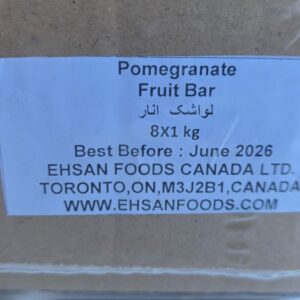 Pomegranate
Fruit Bar
لواشک انار
8X1 kg
Best Before : June 2026
EHSAN FOODS CANADA LTD.
TORONTO,ON,M3J2B1,CANADA
WWW.EHSANFOODS.COM